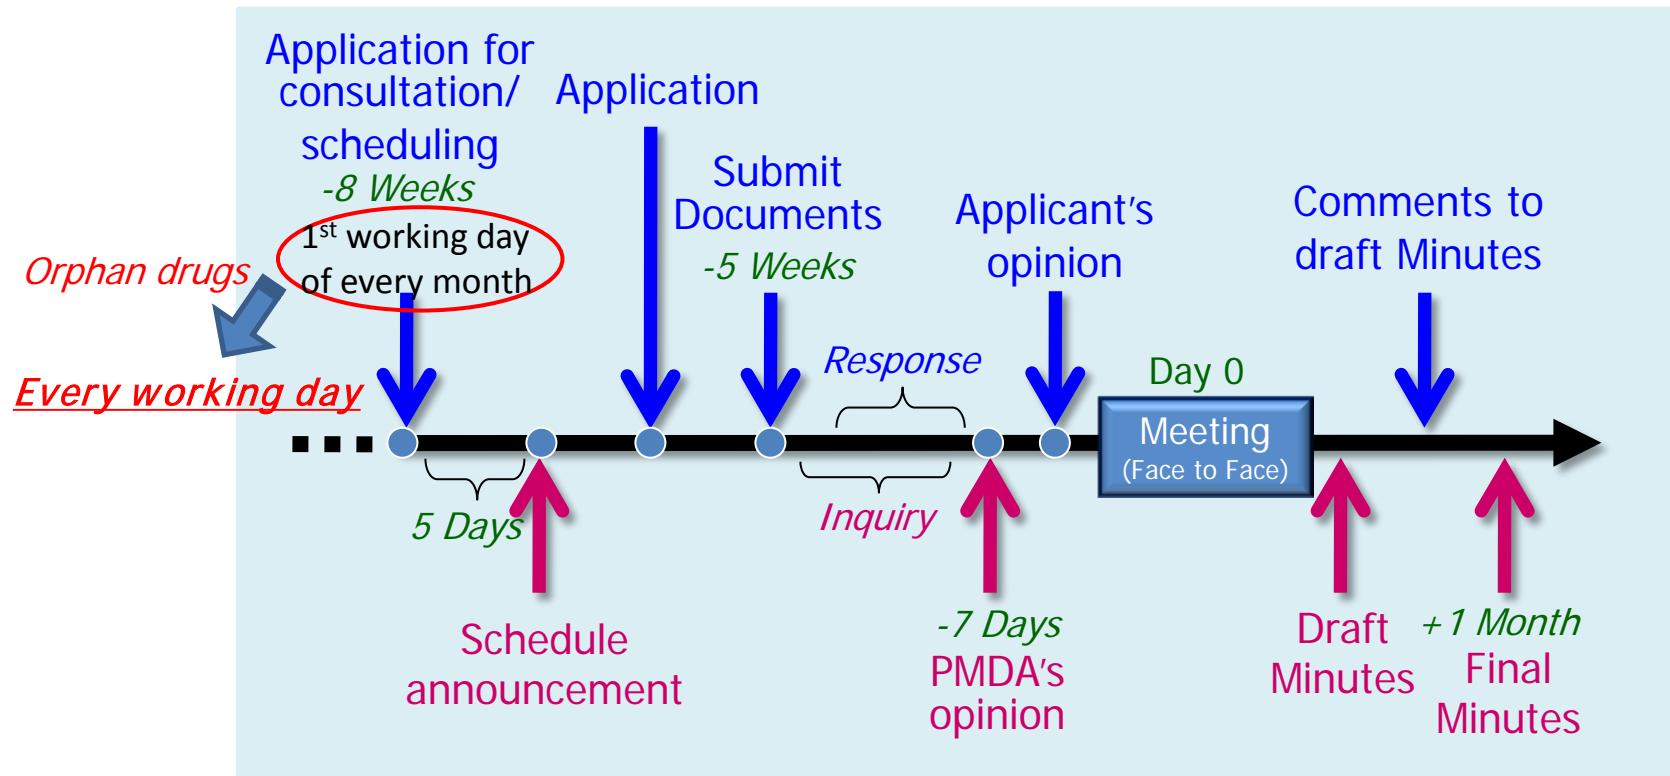 Application for
consultation/
scheduling
-8 Weeks
1st working day
of every month
Orphan drugs
Every working day
Application
Submit
Documents
-5 Weeks
Applicant's
opinion
Comments to
draft Minutes
Response
Day 0
Meeting
(Face to Face)
5 Days
Inquiry
Schedule
announcement
-7 Days
PMDA's
opinion
Draft
Minutes
+1 Month
Final
Minutes